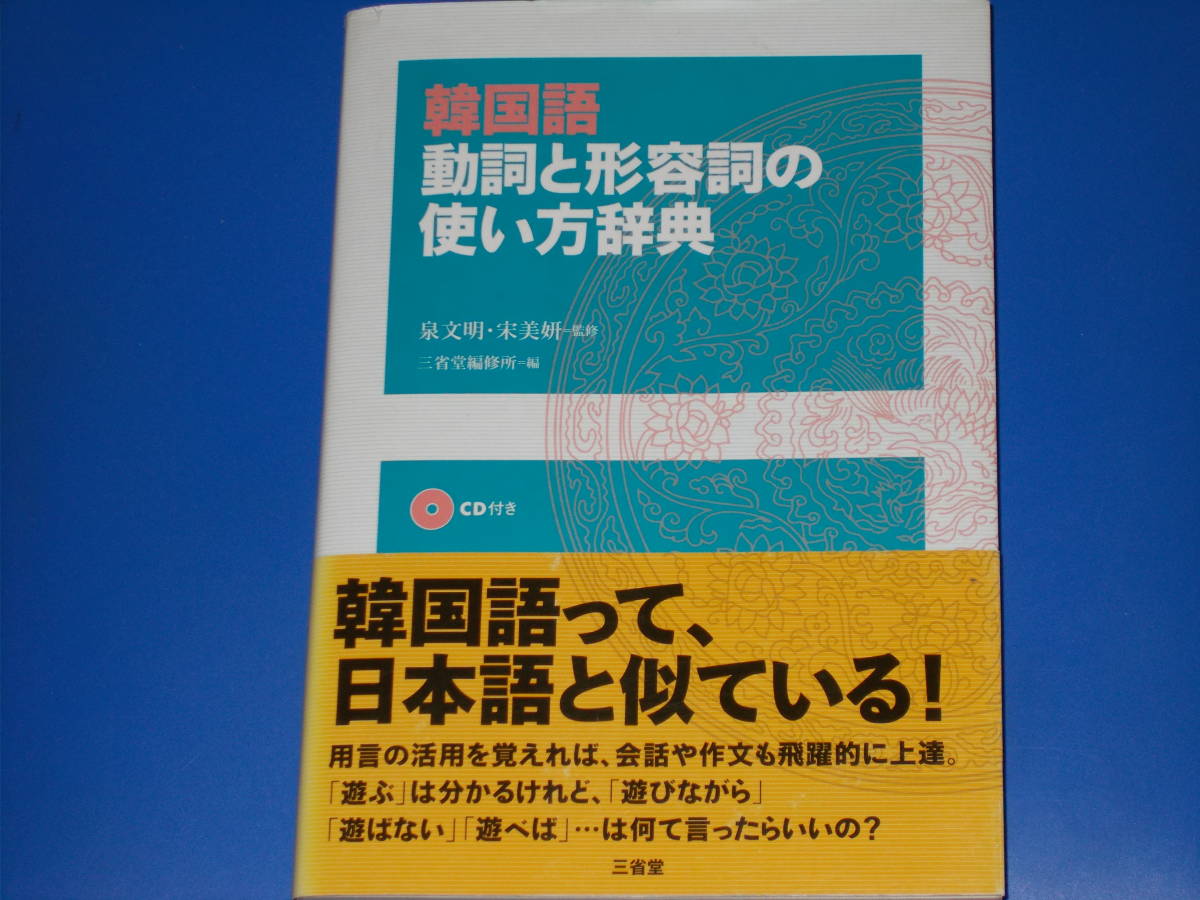 韓国語
動詞と形容詞の
使い方辞典
泉文明・宋美妍=監修
三省堂編修所=編
CD付き
韓国語って、
日本語と似ている!
用言の活用を覚えれば、会話や作文も飛躍的に上達。
「遊ぶ」は分かるけれど、「遊びながら」
「遊ばない」「遊べば」…は何て言ったらいいの?
三省堂